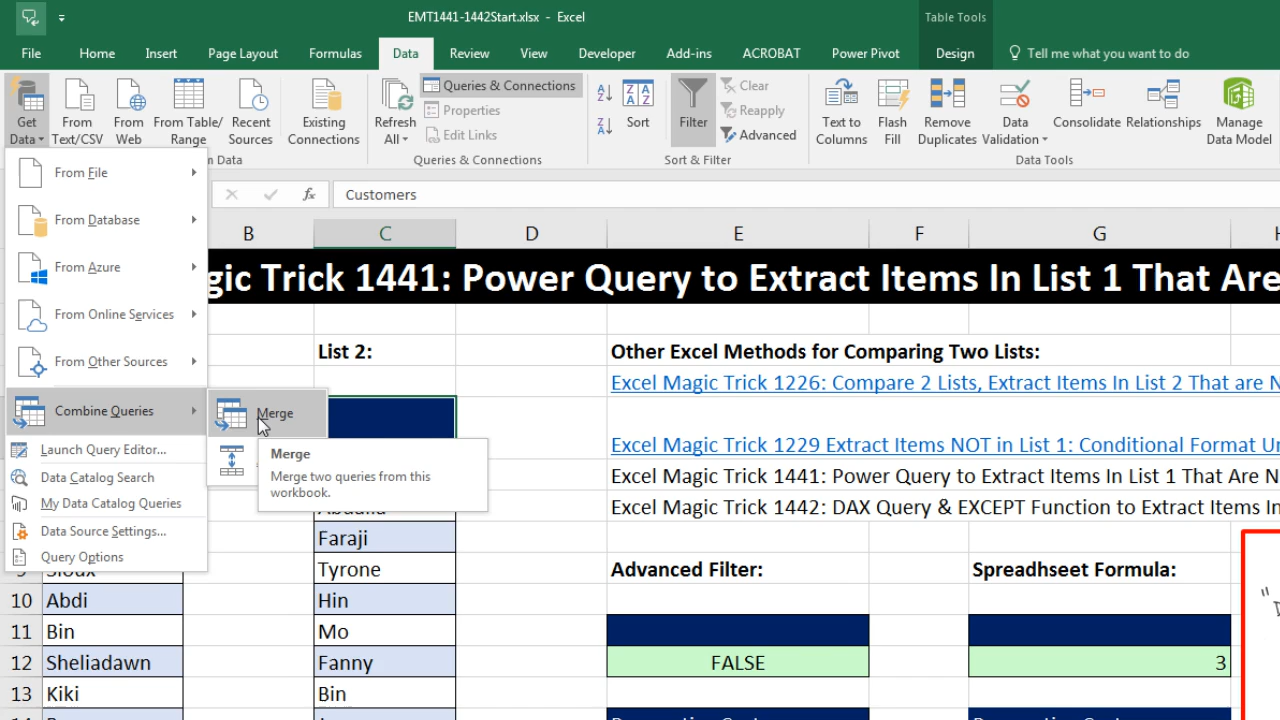 EMT1441-1442Start.xlsx - Excel
Table Tools
File Home Insert Page Layout Formulas Data Review View Developer Add-ins ACROBAT Power Pivot Design Tell me what you want to do
Get Data
From Text/CSV
From Web
From Table/ Range
Recent Sources
Existing Connections
Refresh All
Queries & Connections
Properties
Edit Links
Sort
Filter
Clear
Reapply
Advanced
Text to Columns
Flash Fill
Remove Duplicates
Data Validation
Consolidate
Relationships
Manage Data Model
Data
Queries & Connections
Sort & Filter
Data Tools
From File
From Database
From Azure
From Online Services
From Other Sources
Combine Queries
Launch Query Editor...
Data Catalog Search
My Data Catalog Queries
Data Source Settings...
Query Options
Merge
Merge
Merge two queries from this
workbook.
fx Customers
B C D E F G
gic Trick 1441: Power Query to Extract Items In List 1 That Are
List 2:
Other Excel Methods for Comparing Two Lists:
Excel Magic Trick 1226: Compare 2 Lists, Extract Items In List 2 That are N
Excel Magic Trick 1229 Extract Items NOT in List 1: Conditional Format Un
Excel Magic Trick 1441: Power Query to Extract Items In List 1 That Are N
Excel Magic Trick 1442: DAX Query & EXCEPT Function to Extract Items In
Faraji
Tyrone
Advanced Filter:
Spreadhseet Formula:
10 Abdi Hin
11 Bin Mo
12 Sheliadawn Fanny FALSE 3
13 Kiki Bin